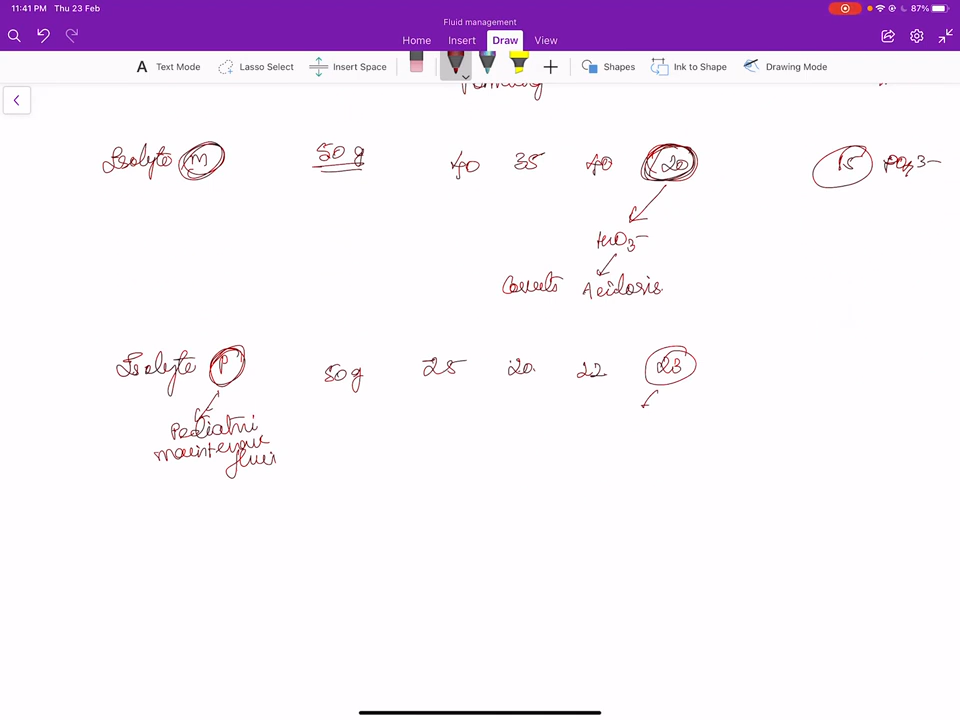 11:41 PM Thu 23 Feb
87%
Fluid management
Home Insert Draw View
Text Mode Lasso Select Insert Space Shapes Ink to Shape Drawing Mode
Isolyte M 50 g 40 35 40 20 15 PO4 3-
HCO3-
Corrects Acidosis
Isolyte P 50g 25 20 22 23
Pediatric
maintenance
fluid